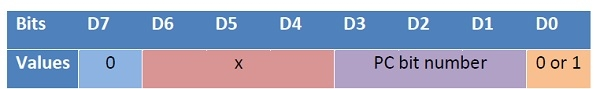 Bits D7 D6 D5 D4 D3 D2 D1 D0
Values 0 x PC bit number 0 or 1